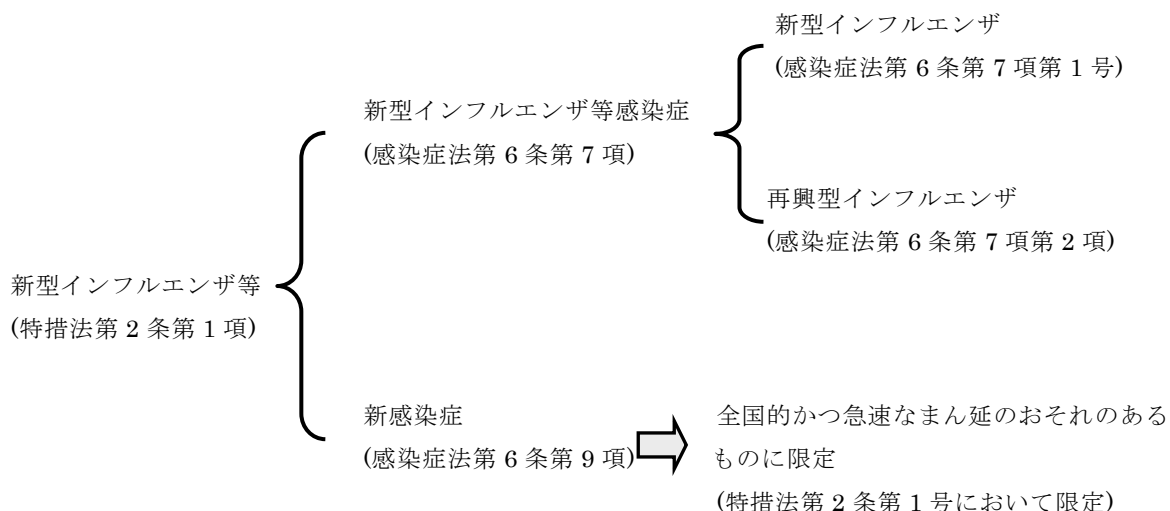 新型インフルエンザ
(感染症法第 6 条第 7 項第 1 号)
新型インフルエンザ等感染症
(感染症法第 6 条第 7 項)
再興型インフルエンザ
(感染症法第 6 条第 7 項第 2 項)
新型インフルエンザ等
(特措法第 2 条第 1 項)
新感染症
(感染症法第 6 条第 9 項)
全国的かつ急速なまん延のおそれのある
ものに限定
(特措法第 2 条第 1 号において限定)